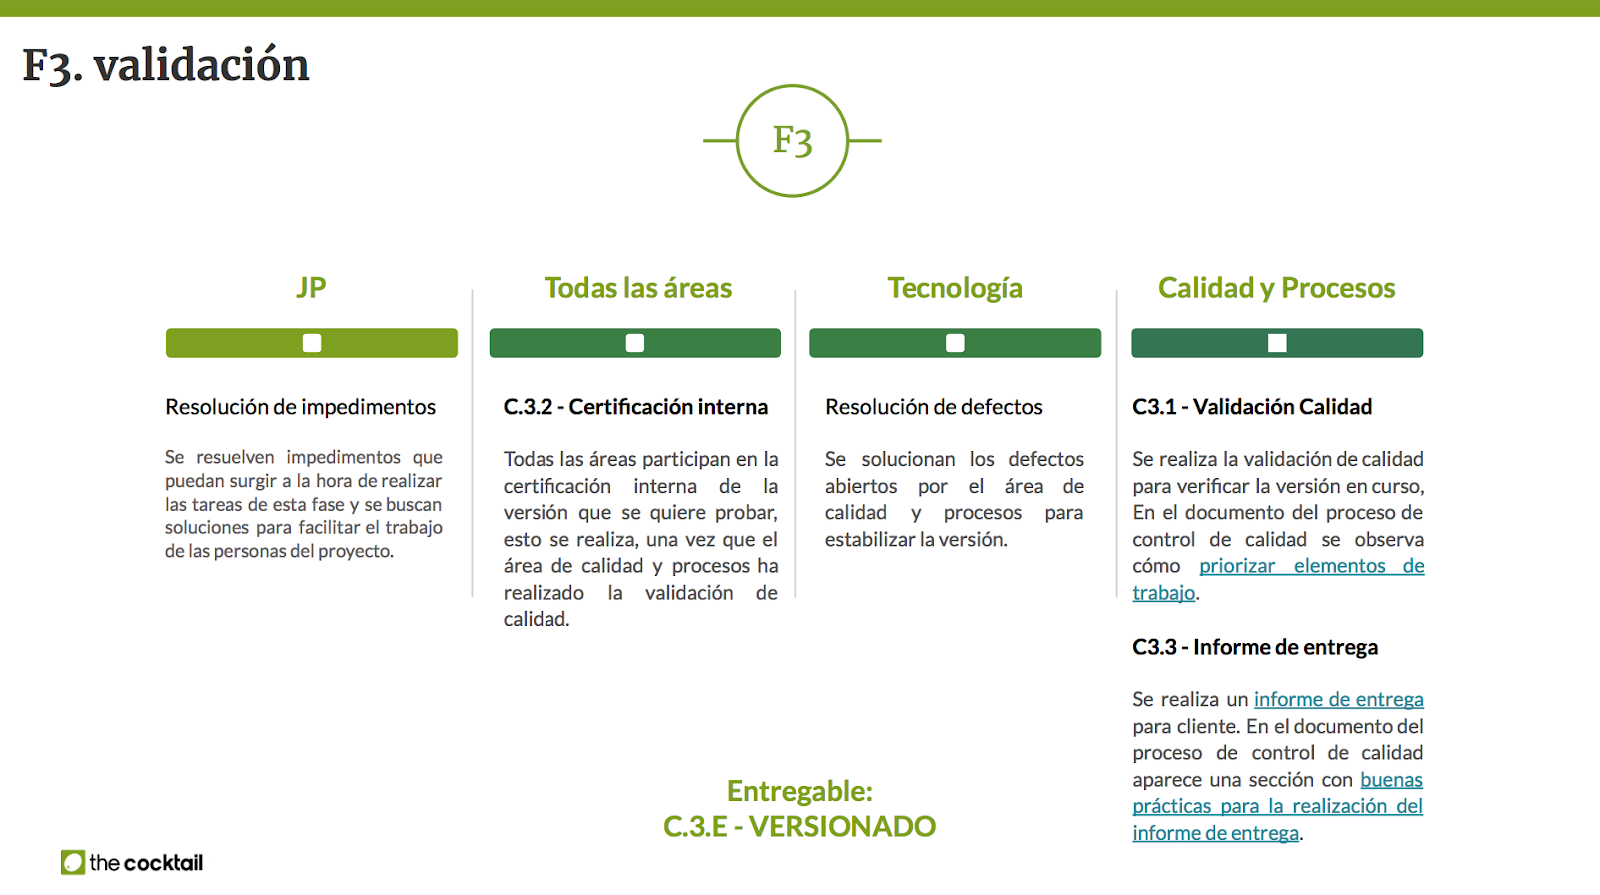 F3. validación
F3
JP
Resolución de impedimentos
Se resuelven impedimentos que
puedan surgir a la hora de realizar
las tareas de esta fase y se buscan
soluciones para facilitar el trabajo
de las personas del proyecto.
Todas las áreas
C.3.2 - Certificación interna
Todas las áreas participan en la
certificación interna de la
versión que se quiere probar,
esto se realiza, una vez que el
área de calidad y procesos ha
realizado la validación de
calidad.
Tecnología
Resolución de defectos
Se solucionan los defectos
abiertos por el área de
calidad y procesos para
estabilizar la versión.
Calidad y Procesos
C3.1 - Validación Calidad
Se realiza la validación de calidad
para verificar la versión en curso,
En el documento del proceso de
control de calidad se observa
cómo priorizar elementos de
trabajo.
C3.3 - Informe de entrega
Se realiza un informe de entrega
para cliente. En el documento del
proceso de control de calidad
aparece una sección con buenas
prácticas para la realización del
informe de entrega.
Entregable:
C.3.E - VERSIONADO
the cocktail